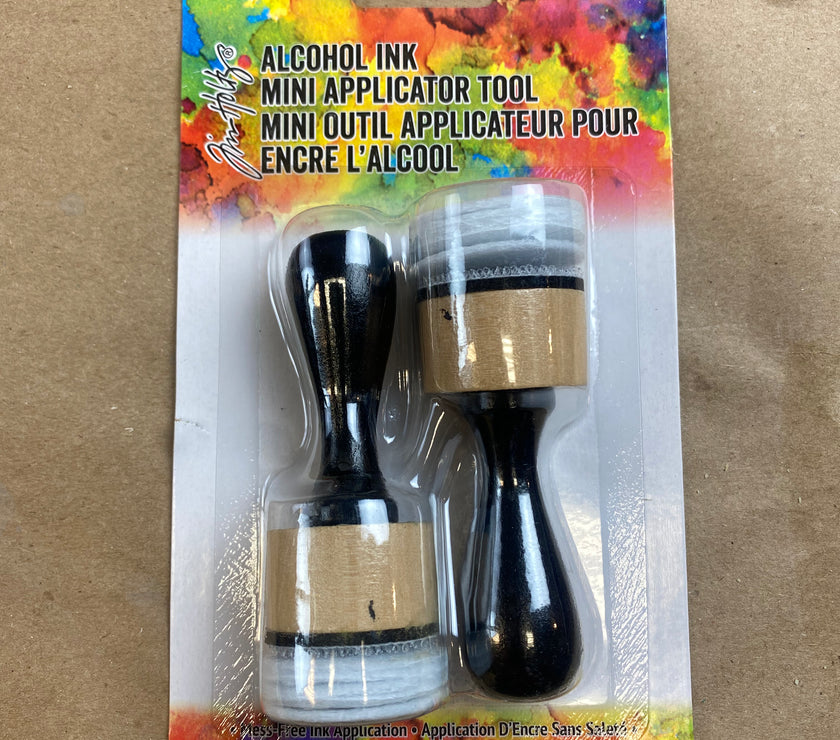 Tim Holtz®
ALCOHOL INK
MINI APPLICATOR TOOL
MINI OUTIL APPLICATEUR POUR
ENCRE L'ALCOOL
• Mess-Free Ink Application • Application D'Encre Sans Saleté •